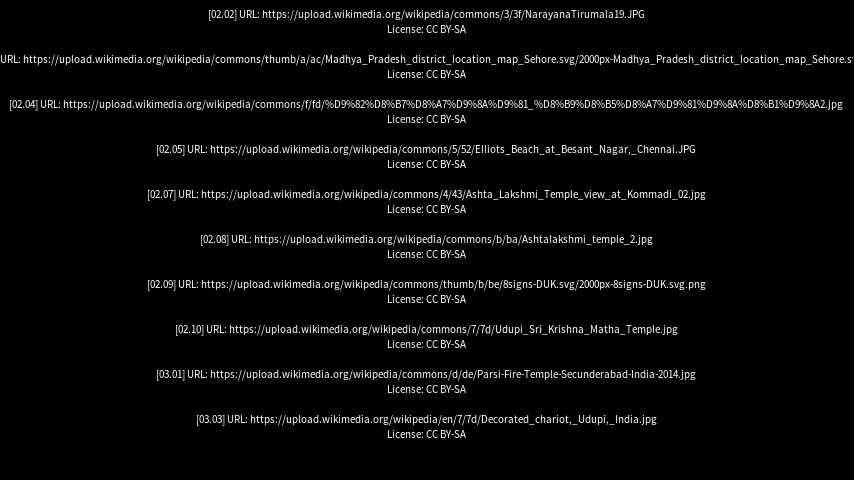 [02.02] URL: https://upload.wikimedia.org/wikipedia/commons/3/3f/NarayanaTirumala19.JPG
License: CC BY-SA
URL: https://upload.wikimedia.org/wikipedia/commons/thumb/a/ac/Madhya_Pradesh_district_location_map_Sehore.svg/2000px-Madhya_Pradesh_district_location_map_Sehore.sv
License: CC BY-SA
[02.04] URL: https://upload.wikimedia.org/wikipedia/commons/f/fd/%D9%82%D8%B7%D8%A7%D9%8A%D9%81_%D8%B9%D8%B5%D8%A7%D9%81%D9%8A%D8%B1%D9%8A2.jpg
License: CC BY-SA
[02.05] URL: https://upload.wikimedia.org/wikipedia/commons/5/52/Elliots_Beach_at_Besant_Nagar,_Chennai.JPG
License: CC BY-SA
[02.07] URL: https://upload.wikimedia.org/wikipedia/commons/4/43/Ashta_Lakshmi_Temple_view_at_Kommadi_02.jpg
License: CC BY-SA
[02.08] URL: https://upload.wikimedia.org/wikipedia/commons/b/ba/Ashtalakshmi_temple_2.jpg
License: CC BY-SA
[02.09] URL: https://upload.wikimedia.org/wikipedia/commons/thumb/b/be/8signs-DUK.svg/2000px-8signs-DUK.svg.png
License: CC BY-SA
[02.10] URL: https://upload.wikimedia.org/wikipedia/commons/7/7d/Udupi_Sri_Krishna_Matha_Temple.jpg
License: CC BY-SA
[03.01] URL: https://upload.wikimedia.org/wikipedia/commons/d/de/Parsi-Fire-Temple-Secunderabad-India-2014.jpg
License: CC BY-SA
[03.03] URL: https://upload.wikimedia.org/wikipedia/en/7/7d/Decorated_chariot,_Udupi,_India.jpg
License: CC BY-SA